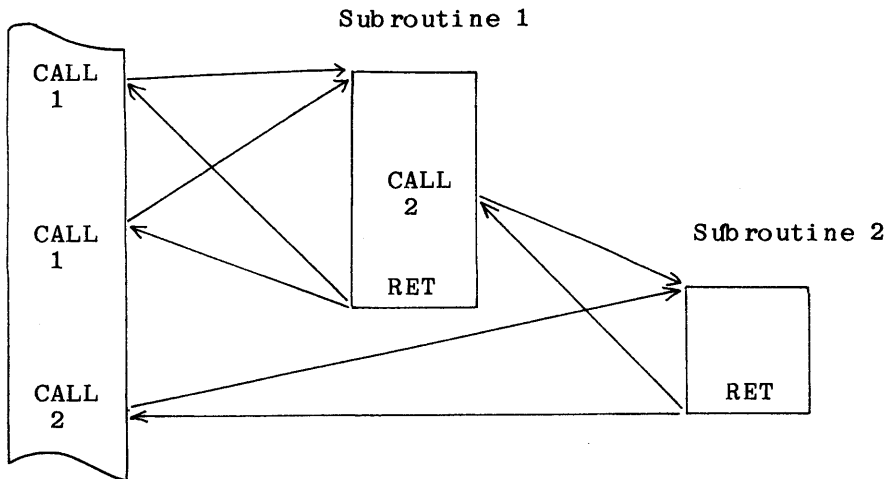 Subroutine 1
CALL
1
CALL
2
CALL
1
Subroutine 2
RET
CALL
2
RET